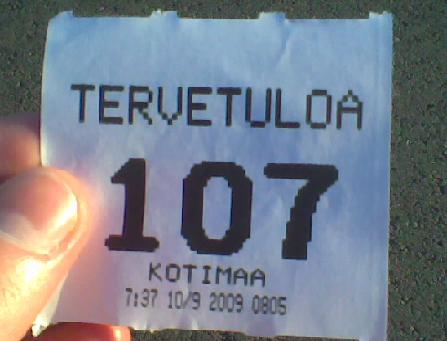 TERVETULOA
107
KOTIMAA
7:37 10/9 2009 0805